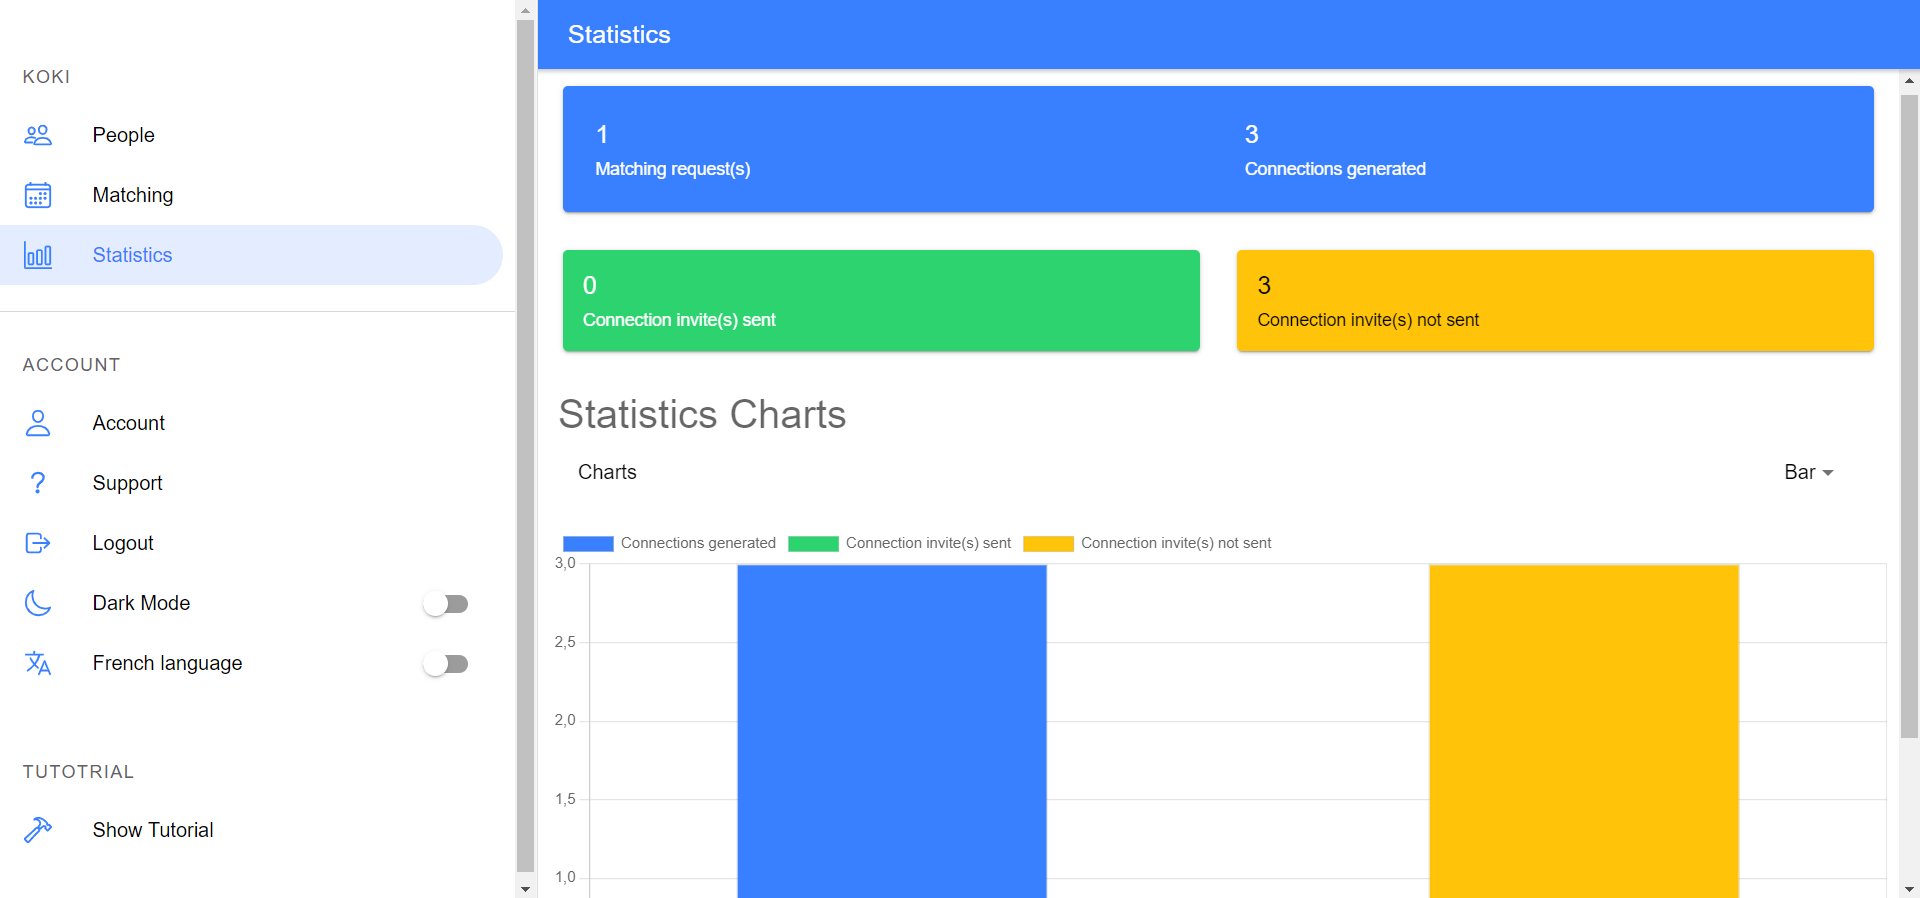 KOKI
People
Matching
Statistics
ACCOUNT
Account
Support
Logout
Dark Mode
French language
TUTOTRIAL
Show Tutorial
Statistics
1
Matching request(s)
3
Connections generated
0
Connection invite(s) sent
3
Connection invite(s) not sent
Statistics Charts
Charts
Bar
Connections generated
Connection invite(s) sent
Connection invite(s) not sent
3,0
2,5
2,0
1,5
1,0